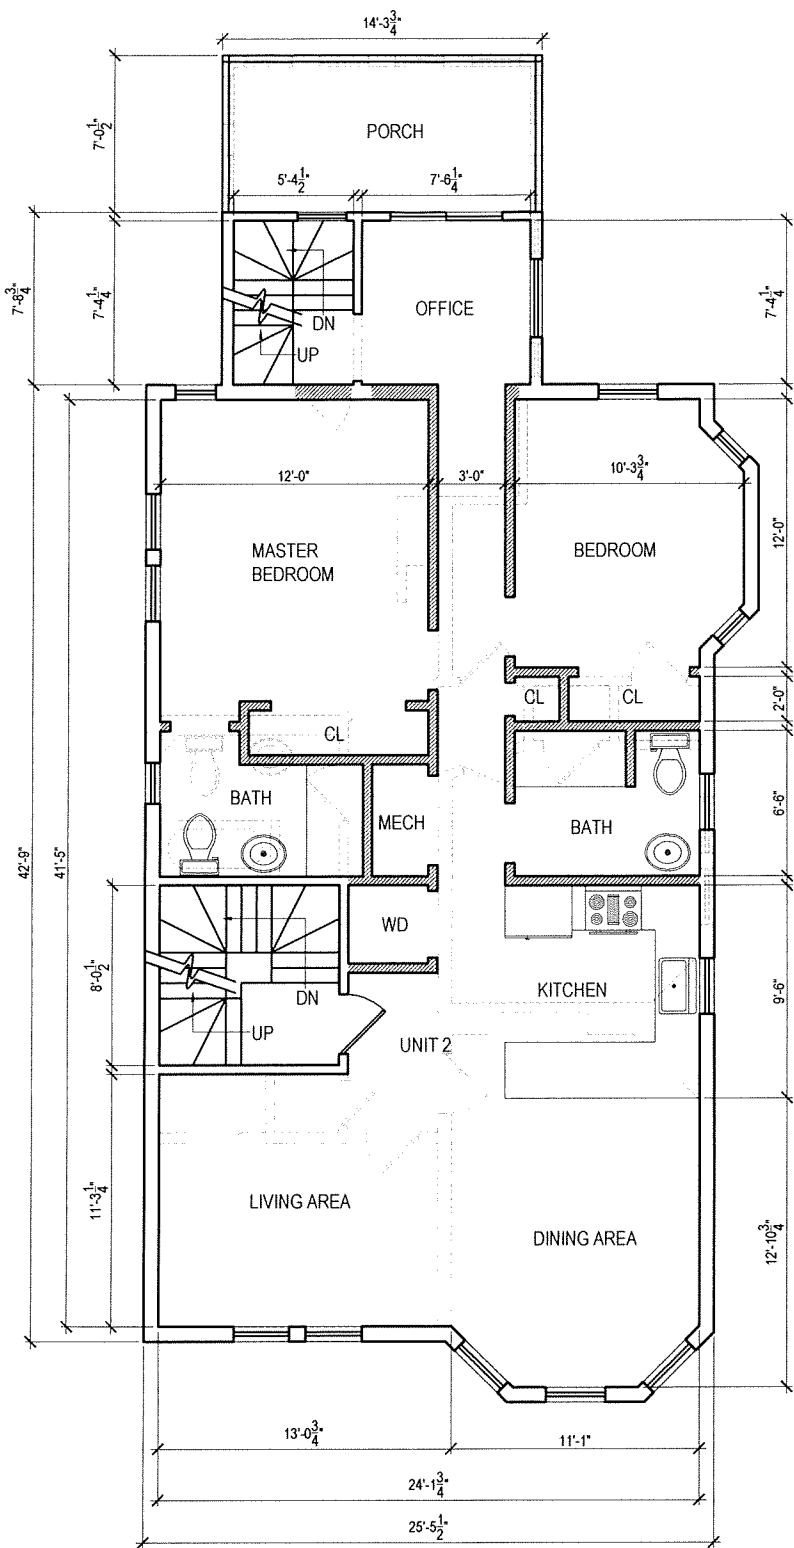 14'-3 3/4"
7'-0 1/2"
PORCH
5'-4 1/2"
7'-6 1/4"
7'-8 3/4"
7'-4 1/4"
7'-4 1/4"
OFFICE
DN
UP
12'-0"
3'-0"
10'-3 3/4"
12'-0"
MASTER
BEDROOM
BEDROOM
CL
CL
2'-0"
CL
BATH
MECH
BATH
6'-6"
42'-9"
41'-5"
WD
8'-0 1/2"
DN
UP
KITCHEN
9'-6"
UNIT 2
11'-3 1/4"
LIVING AREA
DINING AREA
12'-10 3/4"
13'-0 3/4"
11'-1"
24'-1 3/4"
25'-5 1/2"